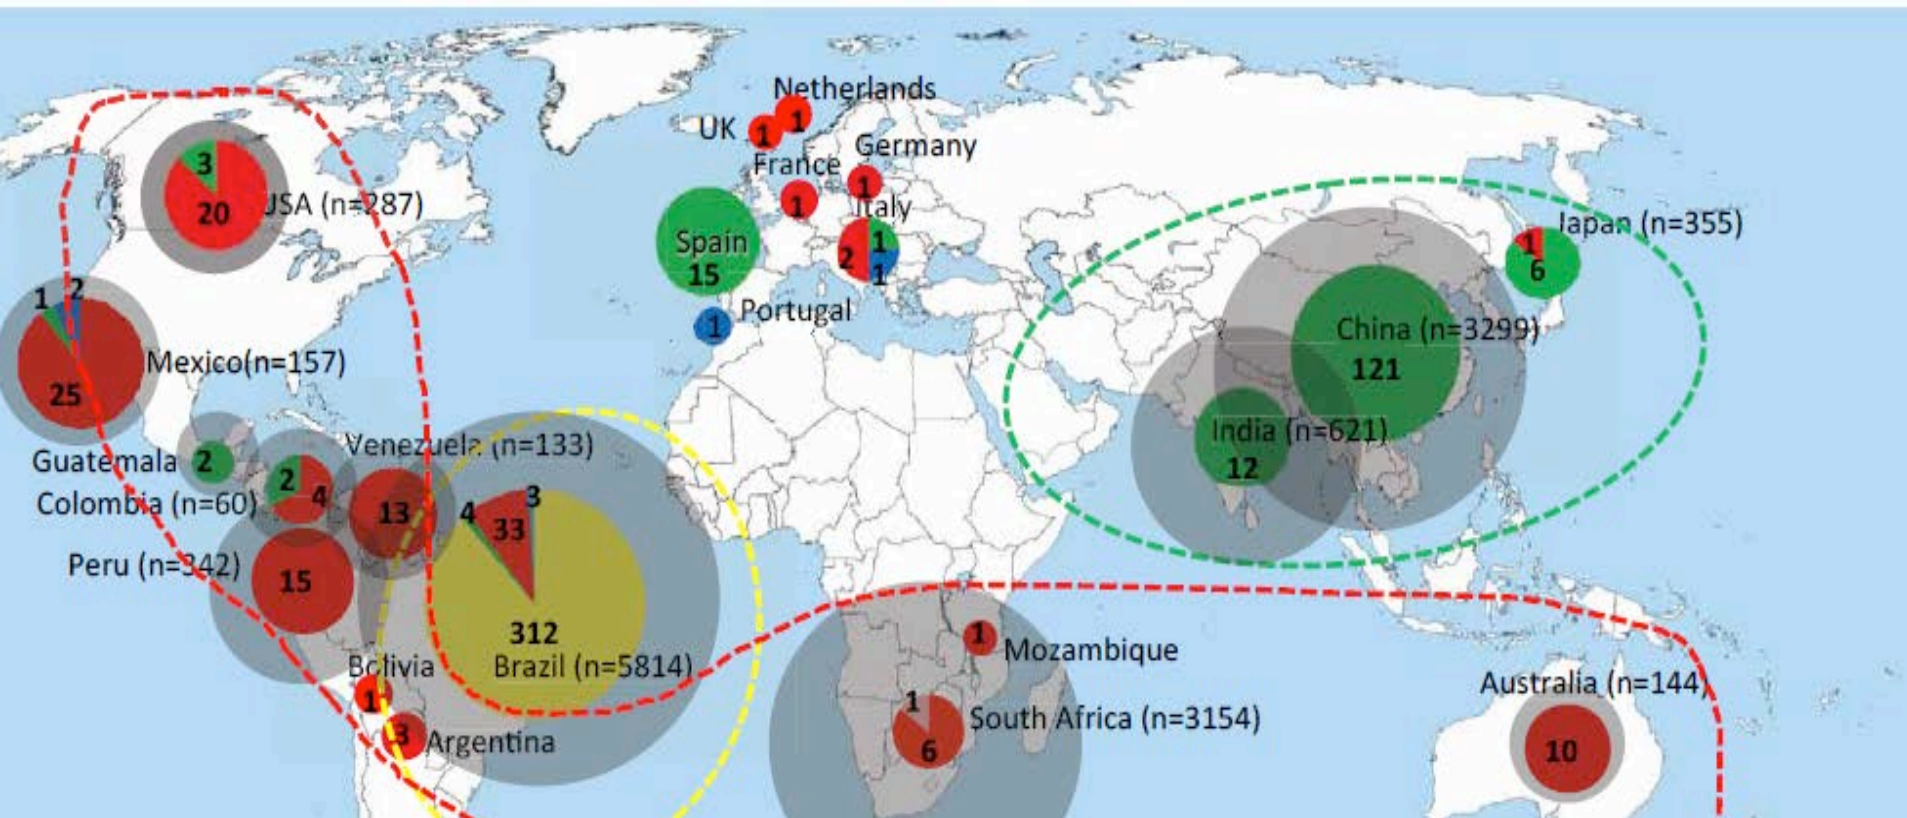 Netherlands
1
UK
1
Germany
France
1
1
Italy
3
20
USA (n=287)
Spain
15
2
1
1
Japan (n=355)
1
6
1
2
25
Mexico(n=157)
1
Portugal
China (n=3299)
121
India (n=621)
12
Guatemala
2
Colombia (n=60)
2
4
Venezuela (n=133)
13
4
33
3
312
Brazil (n=5814)
Peru (n=342)
15
Bolivia
1
3
Argentina
1
Mozambique
1
6
South Africa (n=3154)
Australia (n=144)
10